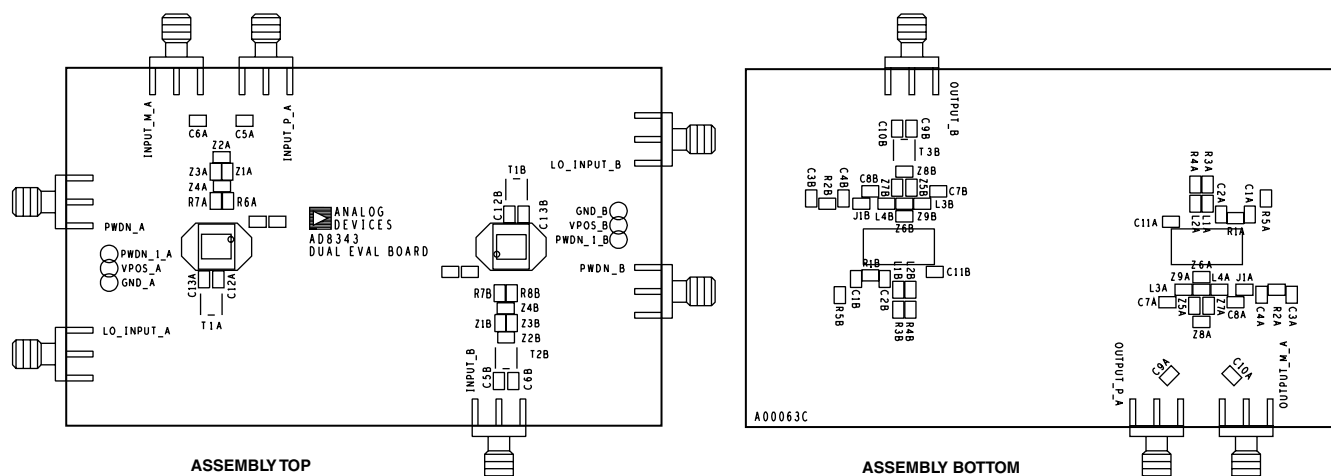 INPUT_M_A
INPUT_P_A
C6A
C5A
Z2A
Z3A
Z1A
Z4A
R7A
R6A
PWDN_A
PWDN_1_A
VPOS_A
GND_A
C13A
C12A
T1A
LO_INPUT_A
ANALOG
DEVICES
AD8343
DUAL EVAL BOARD
LO_INPUT_B
T1B
C12B
C13B
GND_B
VPOS_B
PWDN_1_B
PWDN_B
R7B
R8B
Z4B
Z1B
Z3B
Z2B
T2B
INPUT_B
C5B
C6B
ASSEMBLY TOP
OUTPUT_B
C10B
C9B
T3B
Z8B
C3B
R2B
C4B
C8B
Z7B
Z5B
C7B
J1B
L4B
L3B
Z9B
Z6B
R1B
L1B
L2B
C11B
R5B
C1B
C2B
R3B
R4B
R4A
R3A
C2A
C1A
C11A
L2A
L1A
R1A
R5A
Z6A
Z9A
L4A
J1A
L3A
C7A
Z5A
Z7A
C8A
C4A
R2A
C3A
Z8A
OUTPUT_P_A
C9A
C10A
OUTPUT_M_A
A00063C
ASSEMBLY BOTTOM